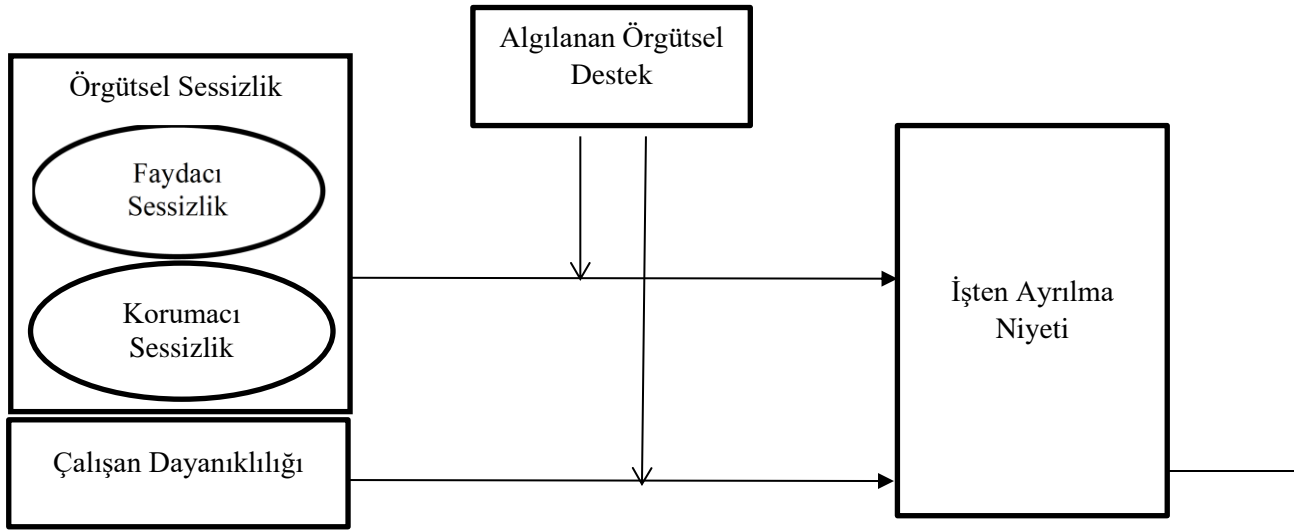 Algılanan Örgütsel
Destek
Örgütsel Sessizlik
Faydacı
Sessizlik
Korumacı
Sessizlik
Çalışan Dayanıklılığı
İşten Ayrılma
Niyeti